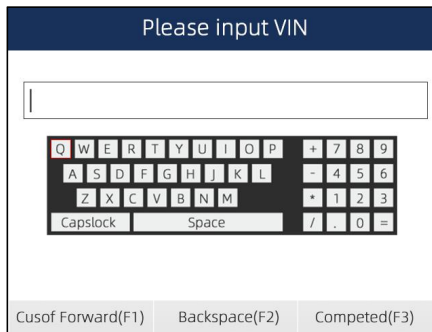 Please input VIN
Q W E R T Y U I O P + 7 8 9
A S D F G H J K L - 4 5 6
Z X C V B N M * 1 2 3
Capslock Space / . 0 =
Cusof Forward(F1) Backspace(F2) Competed(F3)